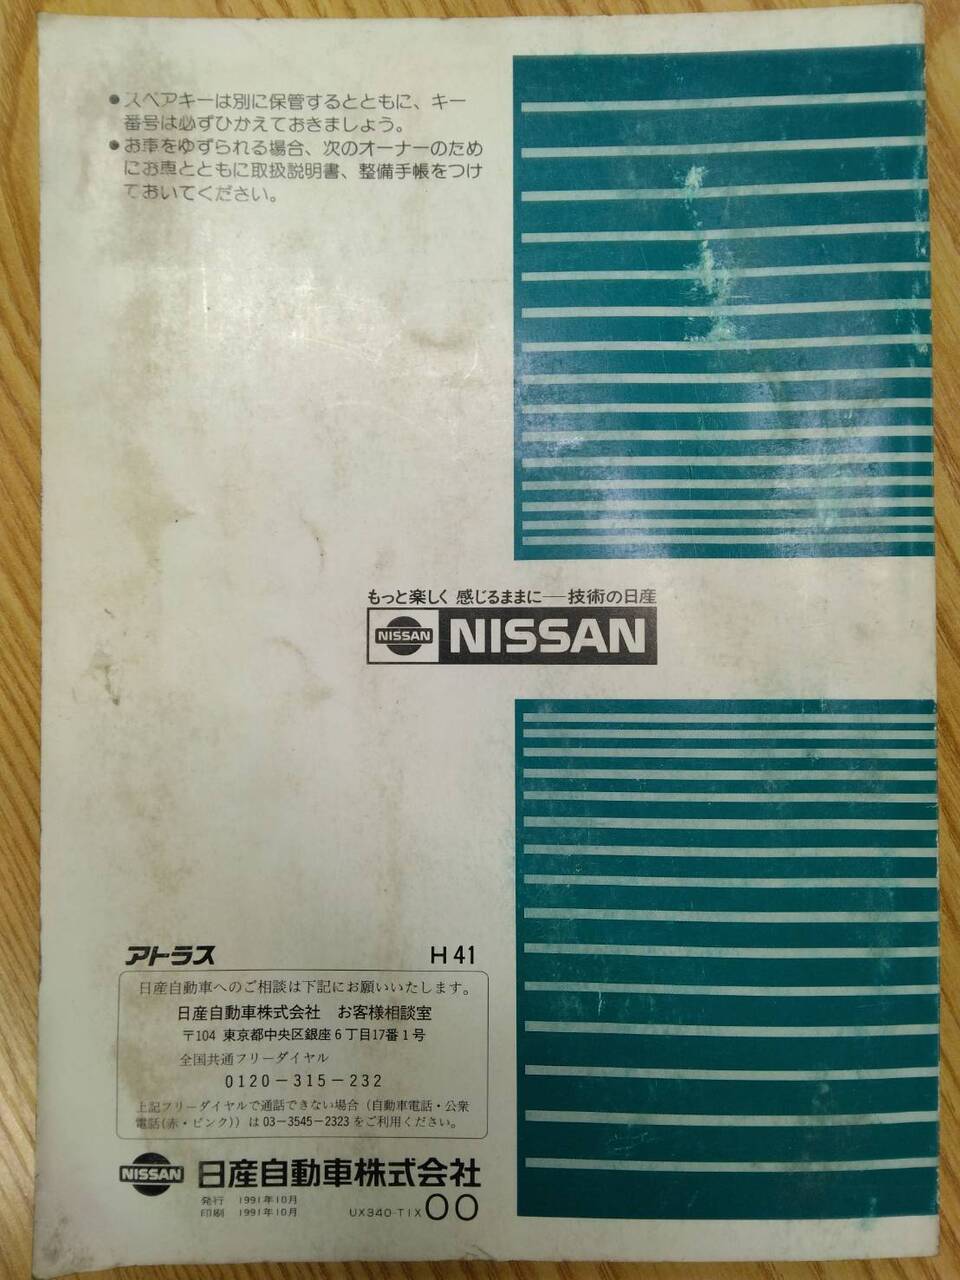 ●スペアキーは別に保管するとともに、キー
番号は必ずひかえておきましょう。
●お車をゆずられる場合、次のオーナーのため
にお車とともに取扱説明書、整備手帳をつけ
ておいてください。
もっと楽しく 感じるままに──技術の日産
NISSAN NISSAN
アトラス H41
日産自動車へのご相談は下記にお願いいたします。
日産自動車株式会社 お客様相談室
〒104 東京都中央区銀座6丁目17番1号
全国共通フリーダイヤル
0120-315-232
上記フリーダイヤルで通話できない場合(自動車電話・公衆
電話(赤・ピンク))は03-3545-2323をご利用ください。
NISSAN 日産自動車株式会社
発行 1991年10月
印刷 1991年10月 UX340-T1X00